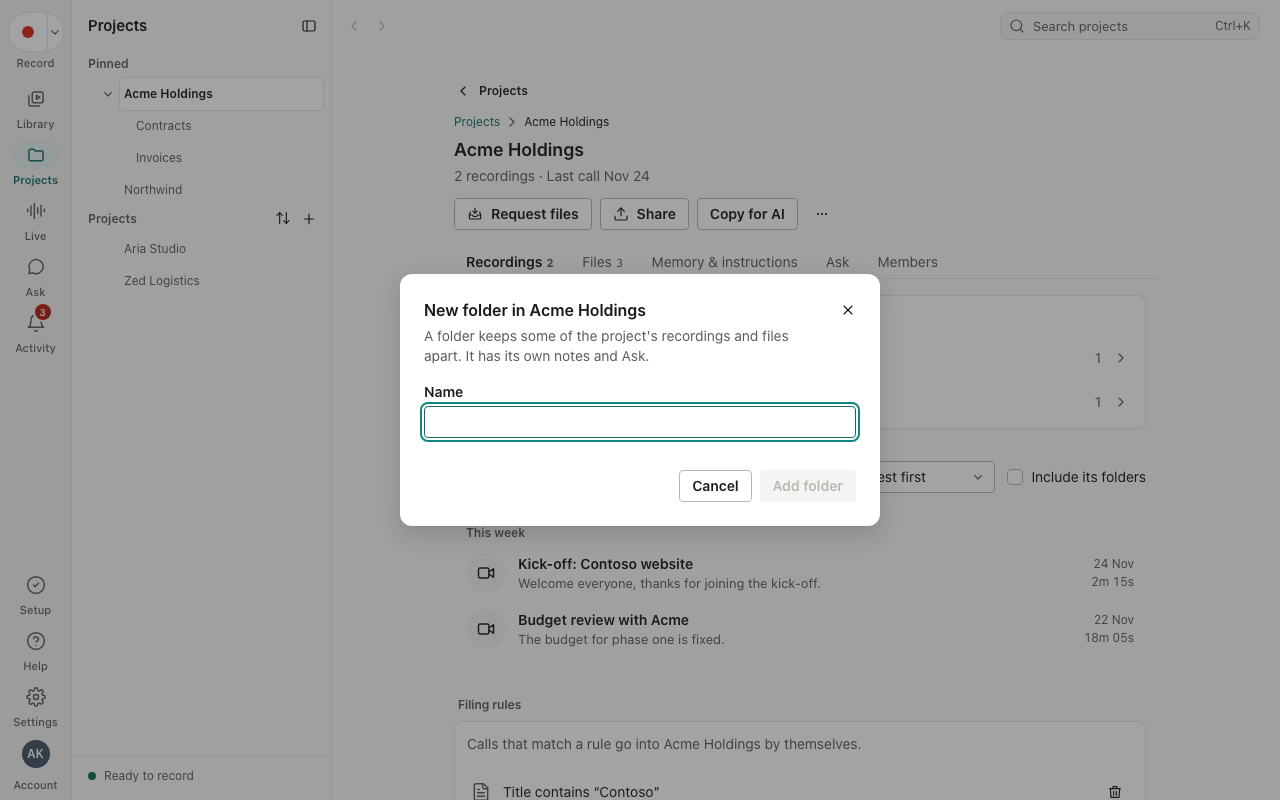 Record
Library
Projects
Live
Ask
3
Activity
Setup
Help
Settings
AK
Account
Projects
Pinned
Acme Holdings
Contracts
Invoices
Northwind
Projects
Aria Studio
Zed Logistics
Ready to record
Search projects Ctrl+K
Projects
Projects Acme Holdings
Acme Holdings
2 recordings · Last call Nov 24
Request files Share Copy for AI ···
Recordings 2 Files 3 Memory & instructions Ask Members
1
1
New folder in Acme Holdings
A folder keeps some of the project's recordings and files
apart. It has its own notes and Ask.
Name
Cancel Add folder
est first Include its folders
This week
Kick-off: Contoso website 24 Nov
Welcome everyone, thanks for joining the kick-off. 2m 15s
Budget review with Acme 22 Nov
The budget for phase one is fixed. 18m 05s
Filing rules
Calls that match a rule go into Acme Holdings by themselves.
Title contains “Contoso”